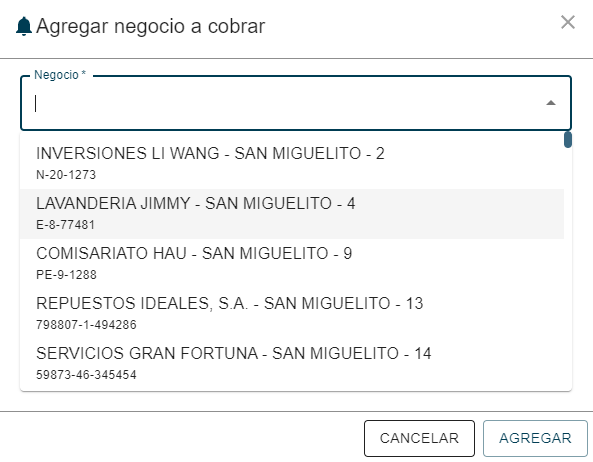 Agregar negocio a cobrar
Negocio *
INVERSIONES LI WANG - SAN MIGUELITO - 2
N-20-1273
LAVANDERIA JIMMY - SAN MIGUELITO - 4
E-8-77481
COMISARIATO HAU - SAN MIGUELITO - 9
PE-9-1288
REPUESTOS IDEALES, S.A. - SAN MIGUELITO - 13
798807-1-494286
SERVICIOS GRAN FORTUNA - SAN MIGUELITO - 14
59873-46-345454
CANCELAR AGREGAR